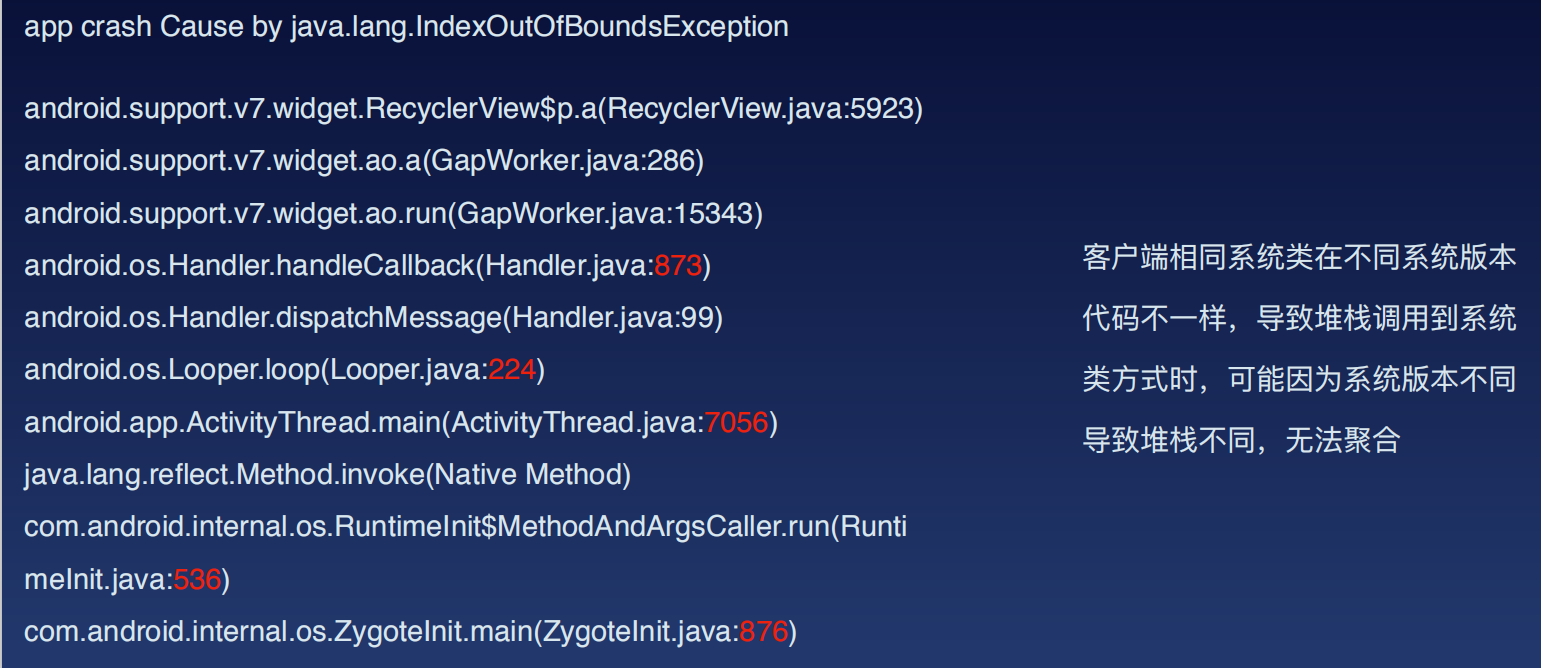 app crash Cause by java.lang.IndexOutOfBoundsException
android.support.v7.widget.RecyclerView$p.a(RecyclerView.java:5923)
android.support.v7.widget.ao.a(GapWorker.java:286)
android.support.v7.widget.ao.run(GapWorker.java:15343)
android.os.Handler.handleCallback(Handler.java:873)
android.os.Handler.dispatchMessage(Handler.java:99)
android.os.Looper.loop(Looper.java:224)
android.app.ActivityThread.main(ActivityThread.java:7056)
java.lang.reflect.Method.invoke(Native Method)
com.android.internal.os.RuntimeInit$MethodAndArgsCaller.run(Runti
meInit.java:536)
com.android.internal.os.ZygoteInit.main(ZygoteInit.java:876)
客户端相同系统类在不同系统版本
代码不一样，导致堆栈调用到系统
类方式时，可能因为系统版本不同
导致堆栈不同，无法聚合